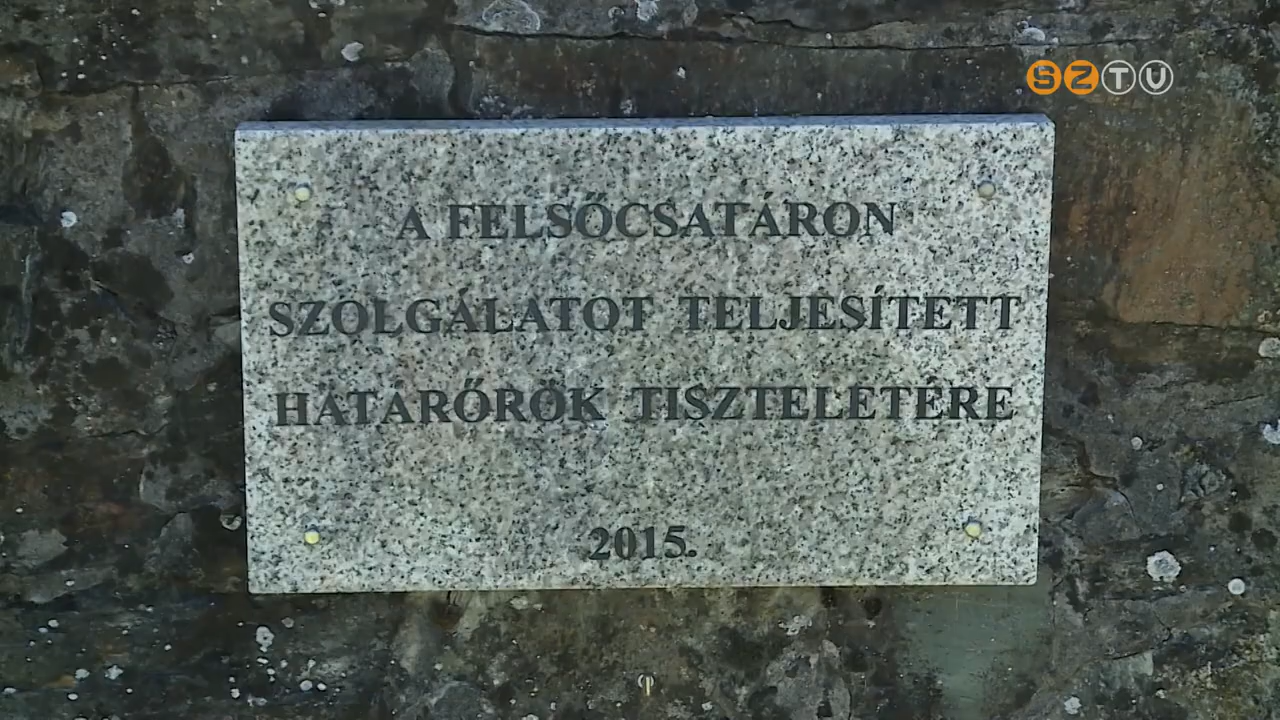 SZTV
A FELSŐCSATÁRON
SZOLGÁLATOT TELJESÍTETT
HATÁRŐRÖK TISZTELETÉRE
2015.